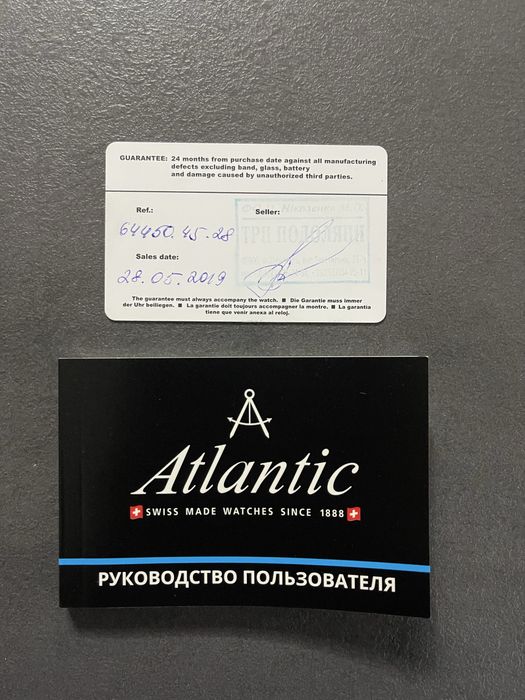 GUARANTEE: 24 months from purchase date against all manufacturing
defects excluding band, glass, battery
and damage caused by unauthorized third parties.
Ref.: Seller:
64450.45.28
Sales date:
28.05.2019
The guarantee must always accompany the watch. ■ Die Garantie muss immer
der Uhr beiliegen. ■ La garantie doit toujours accompagner la montre. ■ La garantia
tiene que venir anexa al reloj.
Atlantic
SWISS MADE WATCHES SINCE 1888
РУКОВОДСТВО ПОЛЬЗОВАТЕЛЯ